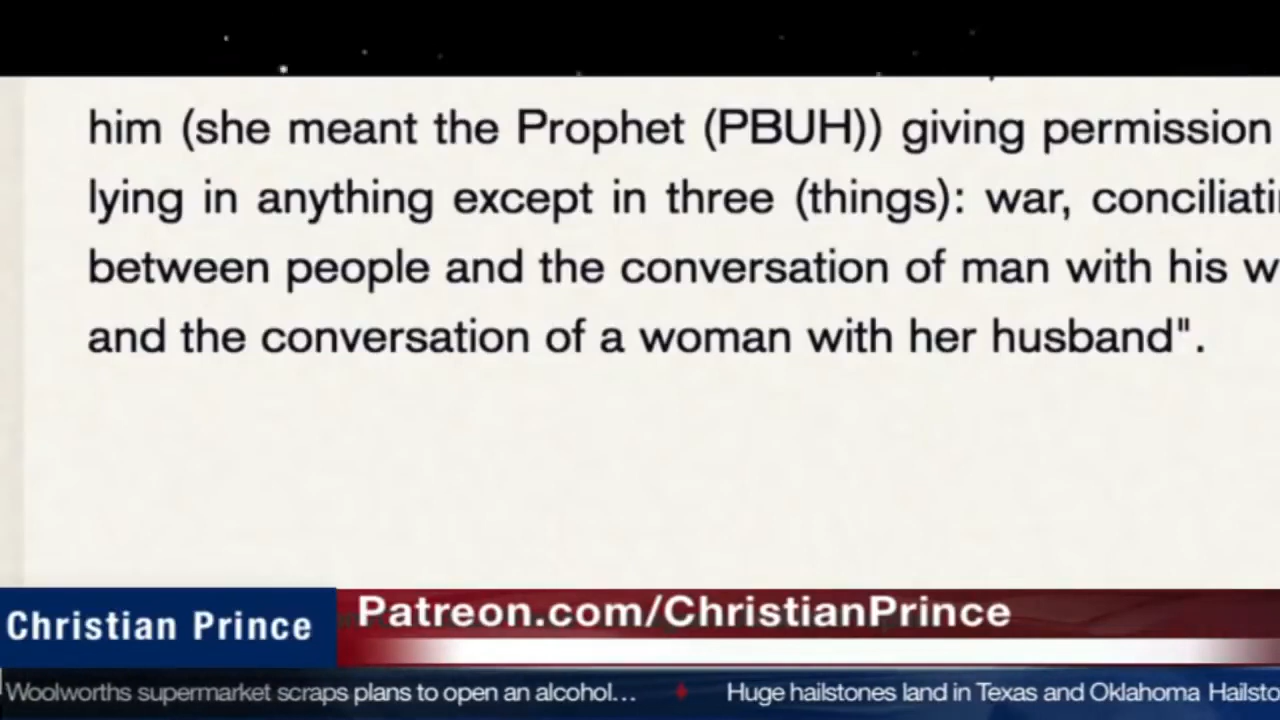 him (she meant the Prophet (PBUH)) giving permission
lying in anything except in three (things): war, conciliati
between people and the conversation of man with his w
and the conversation of a woman with her husband".
Christian Prince
Patreon.com/ChristianPrince
Woolworths supermarket scraps plans to open an alcohol... Huge hailstones land in Texas and Oklahoma Hailsto